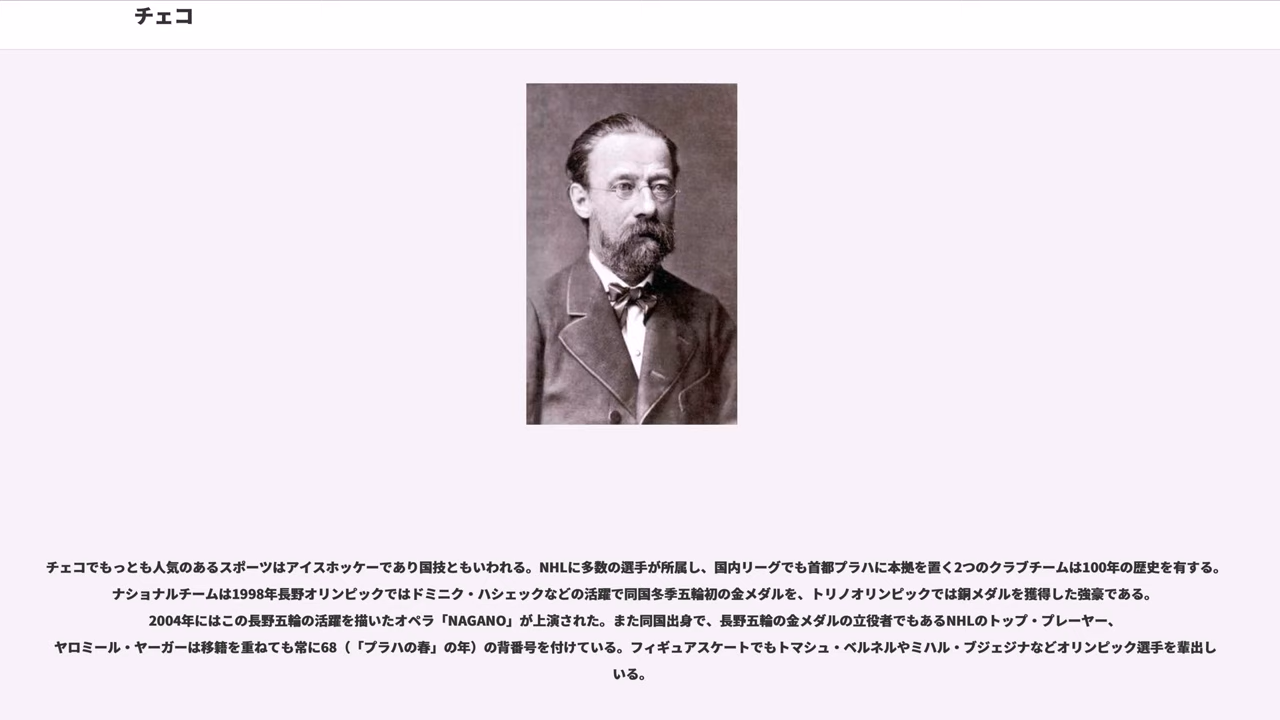 チェコ
チェコでもっとも人気のあるスポーツはアイスホッケーであり国技ともいわれる。NHLに多数の選手が所属し、国内リーグでも首都プラハに本拠を置く2つのクラブチームは100年の歴史を有する。
ナショナルチームは1998年長野オリンピックではドミニク・ハシェックなどの活躍で同国冬季五輪初の金メダルを、トリノオリンピックでは銅メダルを獲得した強豪である。
2004年にはこの長野五輪の活躍を描いたオペラ「NAGANO」が上演された。また同国出身で、長野五輪の金メダルの立役者でもあるNHLのトップ・プレーヤー、
ヤロミール・ヤーガーは移籍を重ねても常に68（「プラハの春」の年）の背番号を付けている。フィギュアスケートでもトマシュ・ベルネルやミハル・ブジェジナなどオリンピック選手を輩出し
いる。